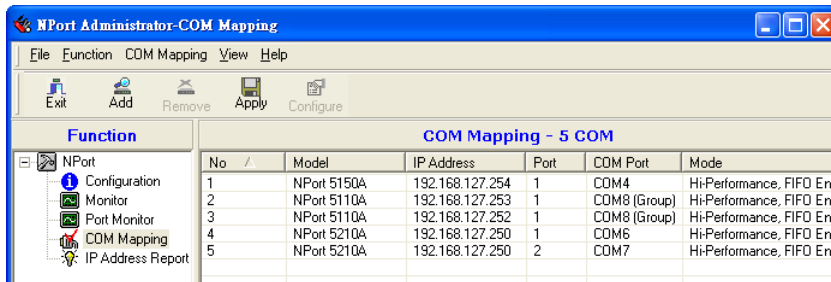 NPort Administrator-COM Mapping
File Function COM Mapping View Help
Exit Add Remove Apply Configure
Function
COM Mapping - 5 COM
NPort
Configuration
Monitor
Port Monitor
COM Mapping
IP Address Report
No Model IP Address Port COM Port Mode
1 NPort 5150A 192.168.127.254 1 COM4 Hi-Performance, FIFO En
2 NPort 5110A 192.168.127.253 1 COM8 (Group) Hi-Performance, FIFO En
3 NPort 5110A 192.168.127.252 1 COM8 (Group) Hi-Performance, FIFO En
4 NPort 5210A 192.168.127.250 1 COM6 Hi-Performance, FIFO En
5 NPort 5210A 192.168.127.250 2 COM7 Hi-Performance, FIFO En